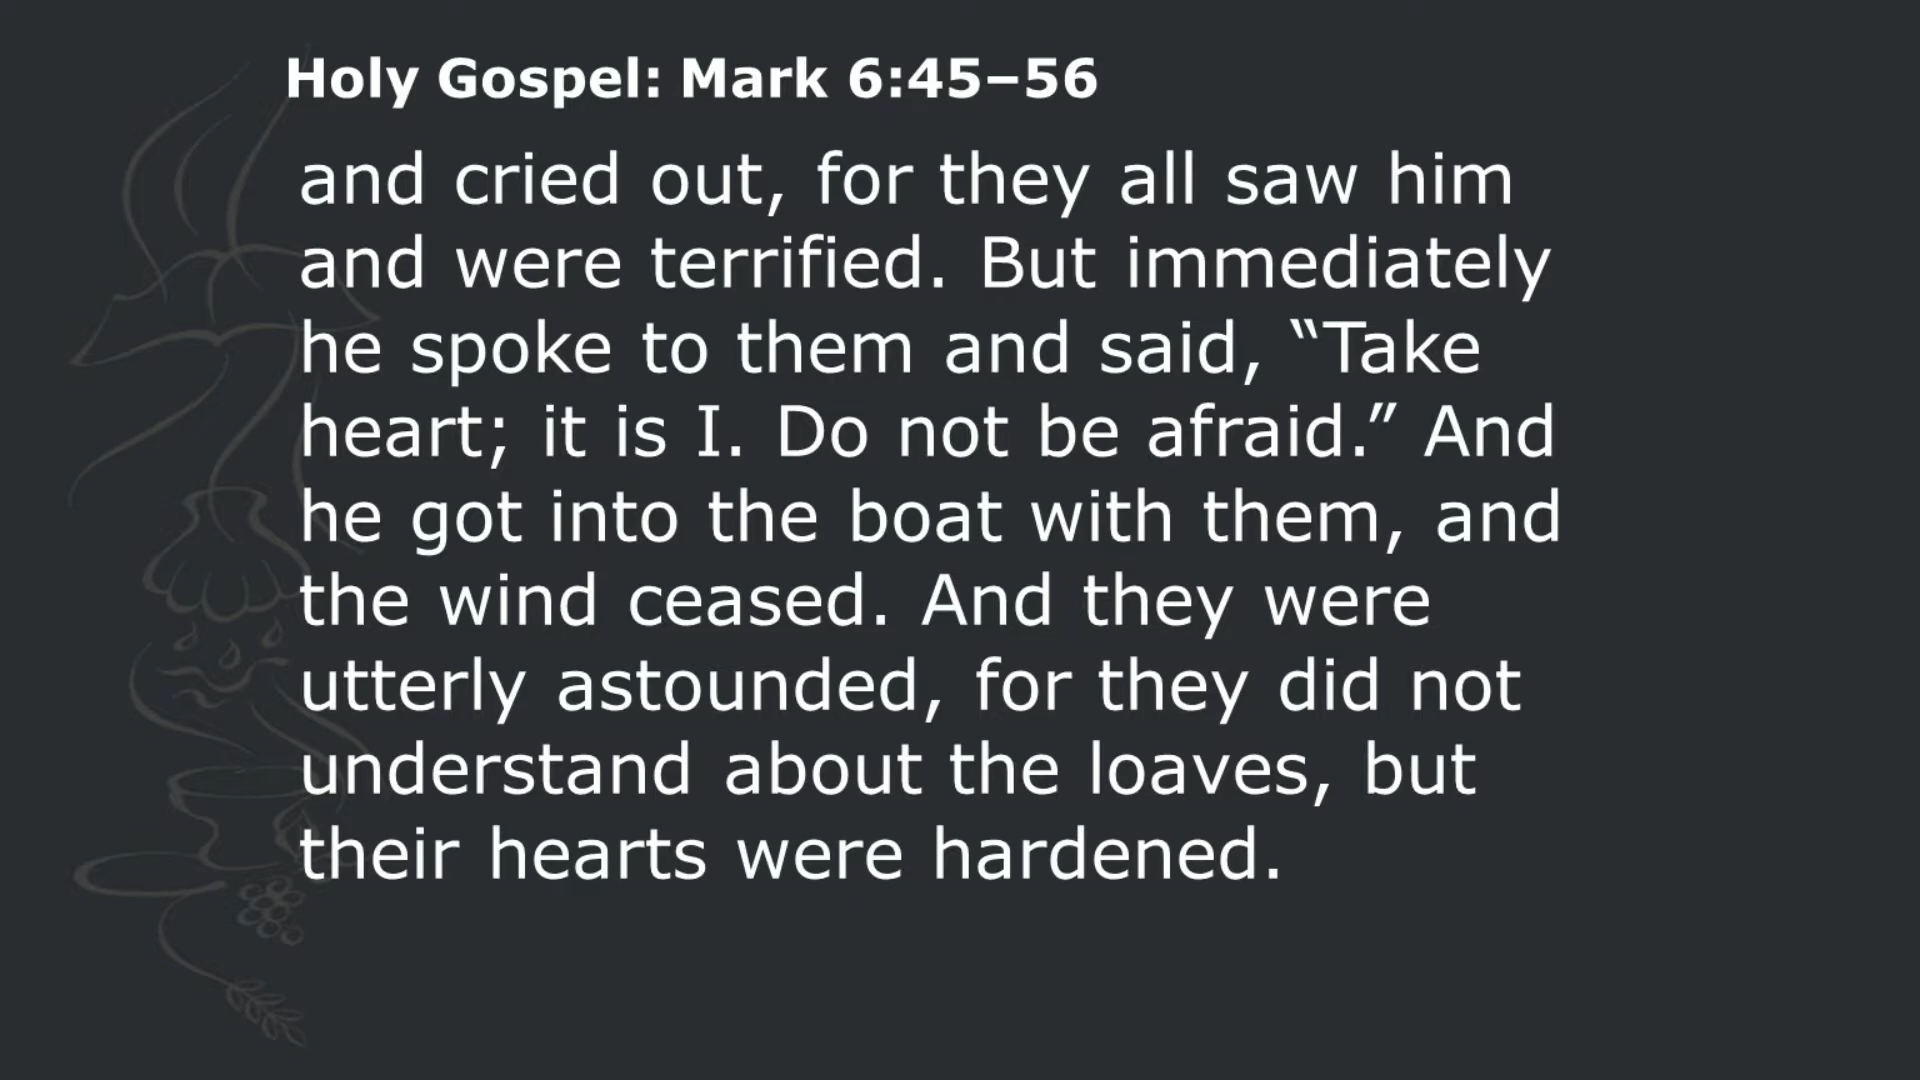 Holy Gospel: Mark 6:45–56
and cried out, for they all saw him
and were terrified. But immediately
he spoke to them and said, “Take
heart; it is I. Do not be afraid.” And
he got into the boat with them, and
the wind ceased. And they were
utterly astounded, for they did not
understand about the loaves, but
their hearts were hardened.